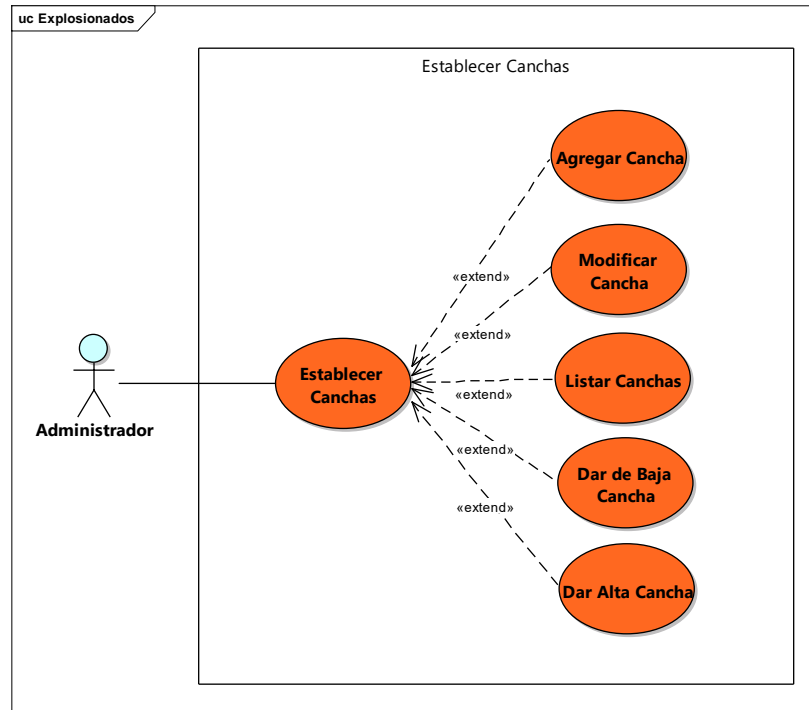 uc Explosionados
Establecer Canchas
Agregar Cancha
Modificar
Cancha
«extend»
«extend»
Establecer
Canchas
Listar Canchas
«extend»
Administrador
Dar de Baja
Cancha
«extend»
Dar Alta Cancha